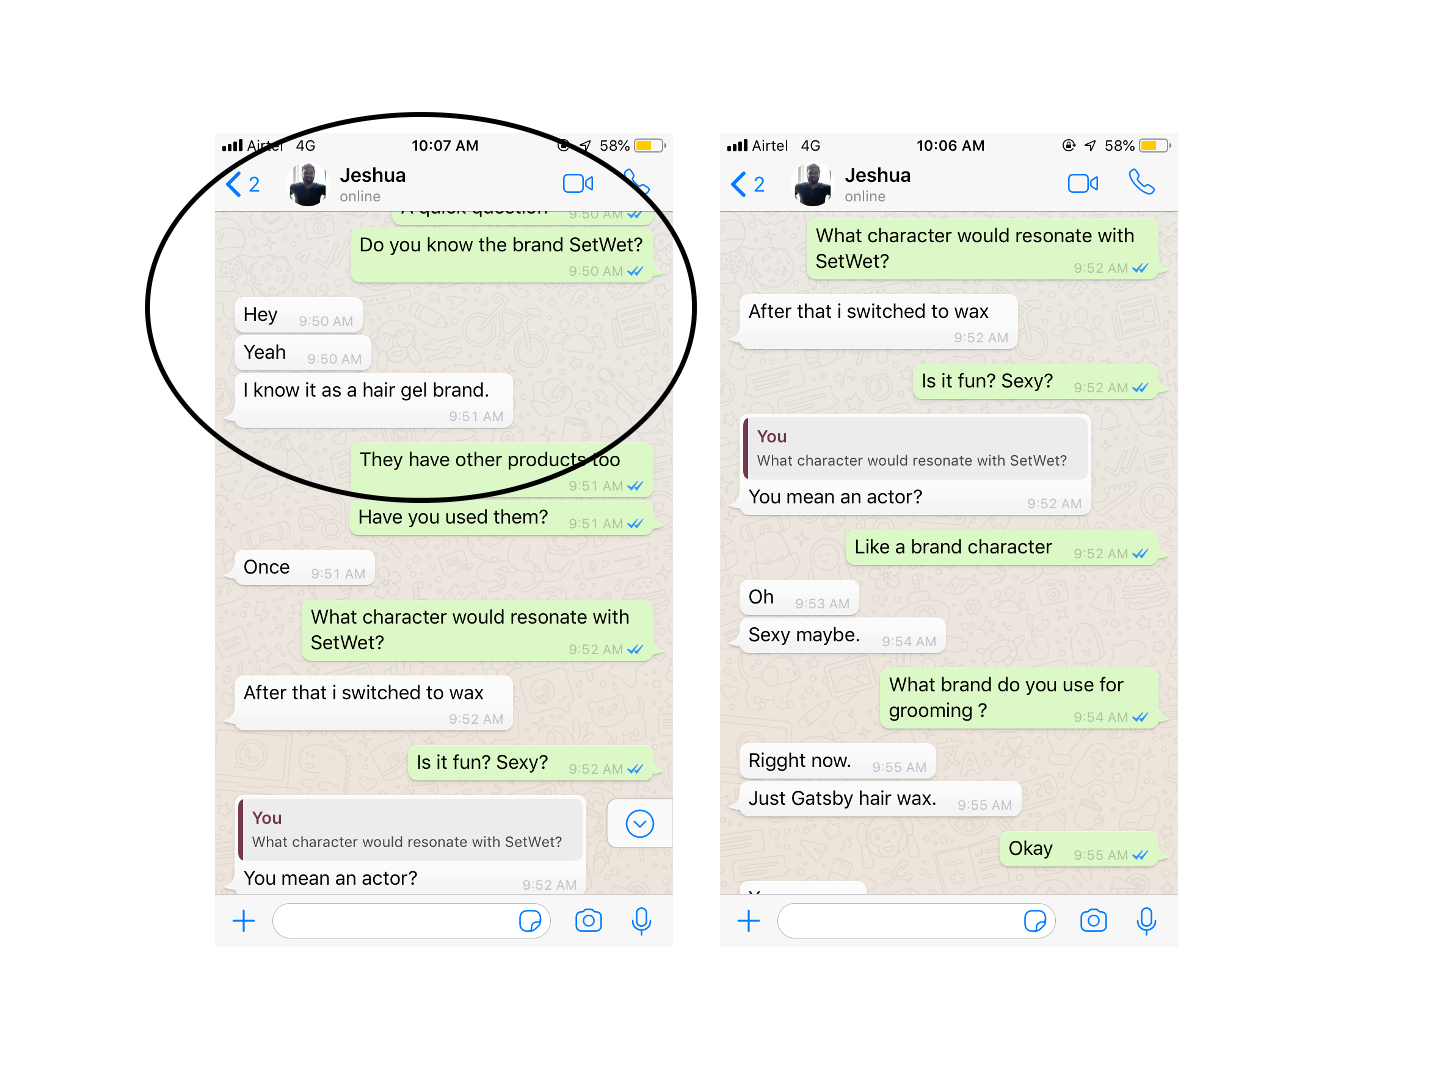 Airtel 4G 10:07 AM 58%
2 Jeshua
online
A quick question 9:50 AM
Do you know the brand SetWet?
9:50 AM
Hey 9:50 AM
Yeah 9:50 AM
I know it as a hair gel brand.
9:51 AM
They have other products too
9:51 AM
Have you used them? 9:51 AM
Once 9:51 AM
What character would resonate with
SetWet? 9:52 AM
After that i switched to wax
9:52 AM
Is it fun? Sexy? 9:52 AM
You
What character would resonate with SetWet?
You mean an actor? 9:52 AM
Airtel 4G 10:06 AM 58%
2 Jeshua
online
What character would resonate with
SetWet? 9:52 AM
After that i switched to wax
9:52 AM
Is it fun? Sexy? 9:52 AM
You
What character would resonate with SetWet?
You mean an actor? 9:52 AM
Like a brand character 9:52 AM
Oh 9:53 AM
Sexy maybe. 9:54 AM
What brand do you use for
grooming ? 9:54 AM
Rigght now. 9:55 AM
Just Gatsby hair wax. 9:55 AM
Okay 9:55 AM